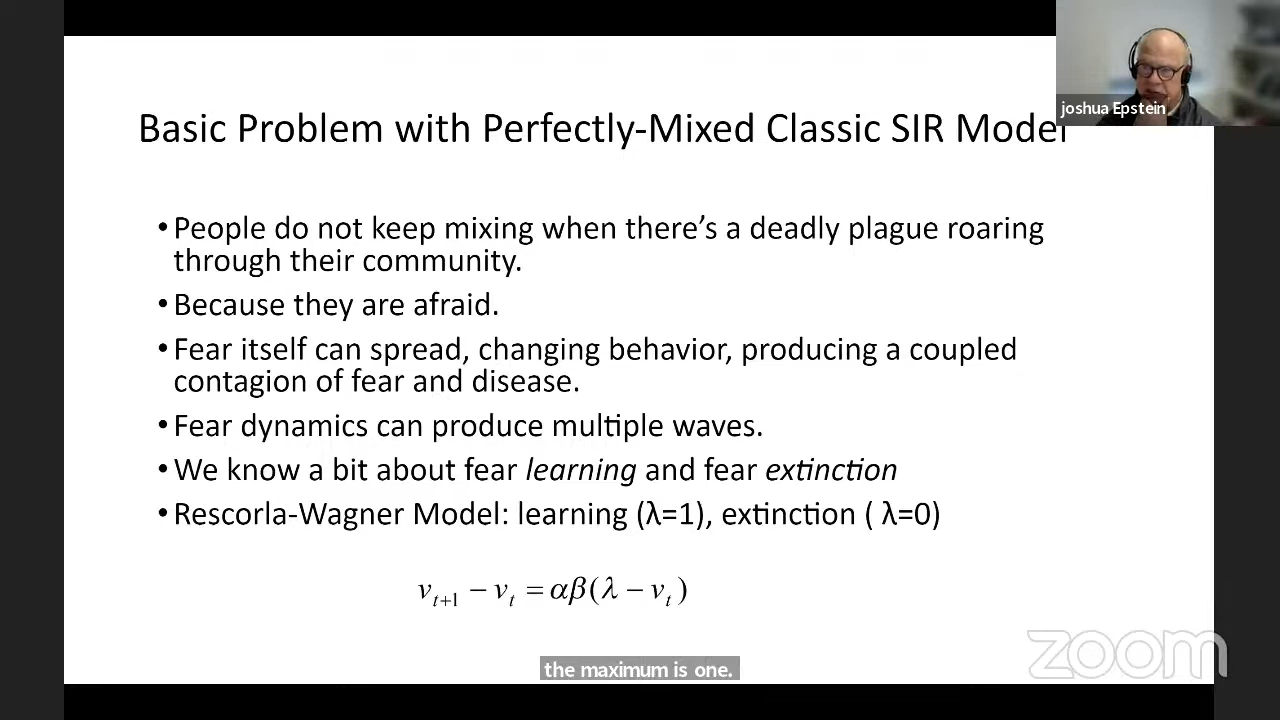 joshua Epstein
Basic Problem with Perfectly-Mixed Classic SIR Model
• People do not keep mixing when there’s a deadly plague roaring
through their community.
• Because they are afraid.
• Fear itself can spread, changing behavior, producing a coupled
contagion of fear and disease.
• Fear dynamics can produce multiple waves.
• We know a bit about fear learning and fear extinction
• Rescorla-Wagner Model: learning (λ=1), extinction ( λ=0)
v_{t+1} − v_t = αβ(λ − v_t)
zoom
the maximum is one.